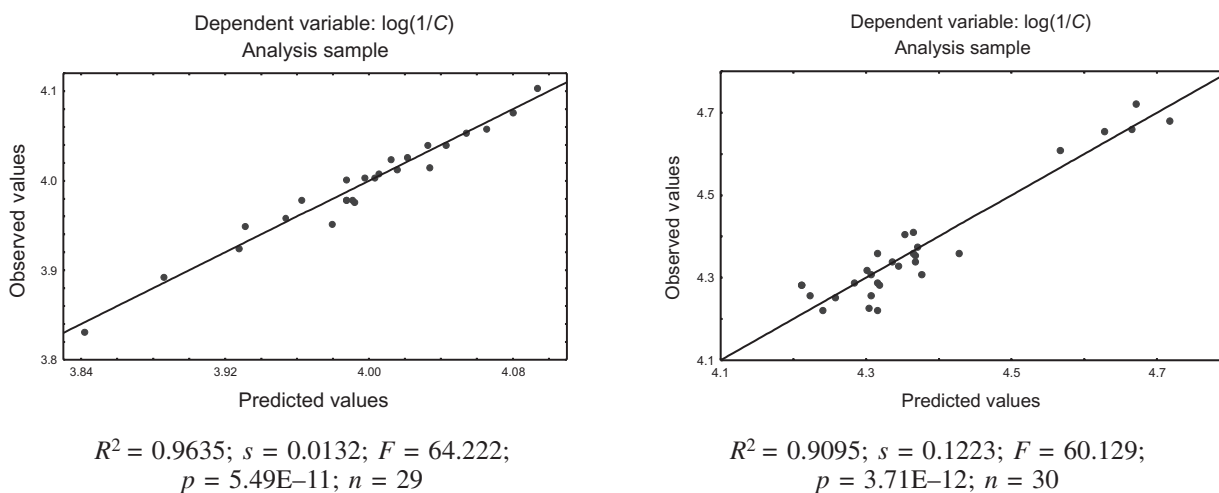 Dependent variable: log(1/C)
Analysis sample
Observed values
4.1
4.0
3.9
3.8
3.84
3.92
4.00
4.08
Predicted values
R² = 0.9635; s = 0.0132; F = 64.222;
p = 5.49E–11; n = 29
Dependent variable: log(1/C)
Analysis sample
Observed values
4.7
4.5
4.3
4.1
4.1
4.3
4.5
4.7
Predicted values
R² = 0.9095; s = 0.1223; F = 60.129;
p = 3.71E–12; n = 30